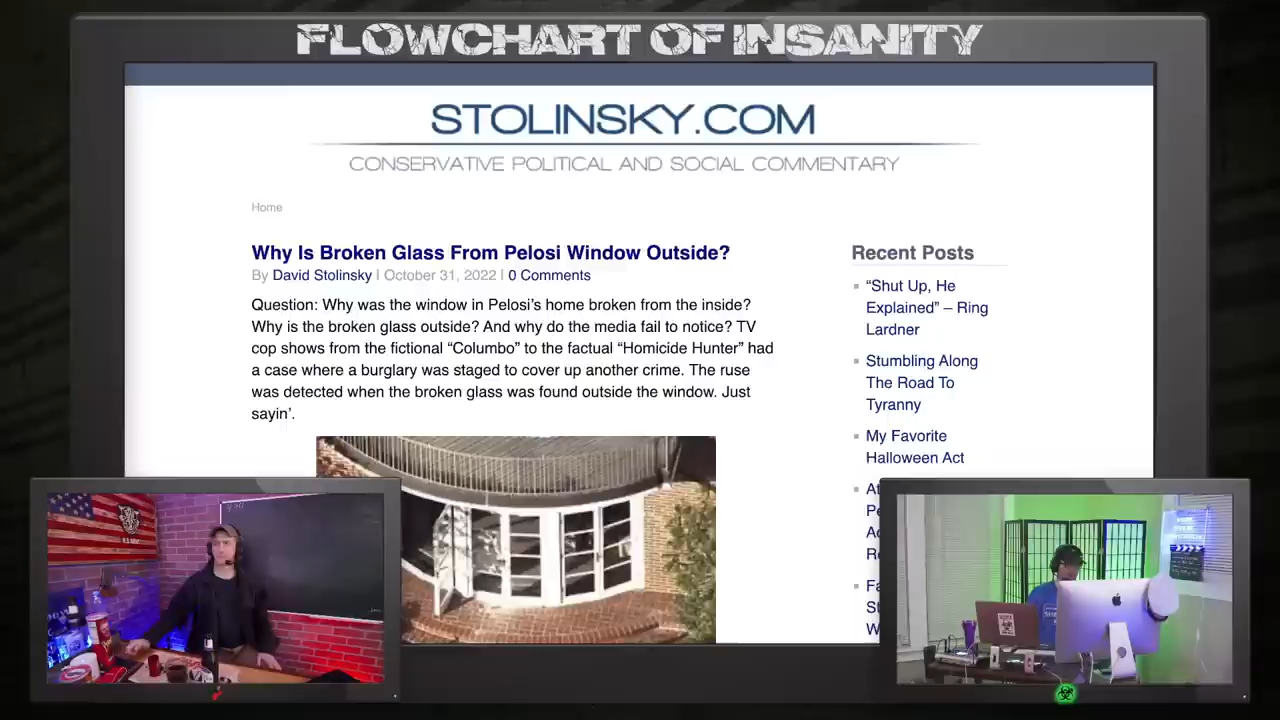 FLOWCHART OF INSANITY
STOLINSKY.COM
CONSERVATIVE POLITICAL AND SOCIAL COMMENTARY
Home
Why Is Broken Glass From Pelosi Window Outside?
By David Stolinsky | October 31, 2022 | 0 Comments
Question: Why was the window in Pelosi's home broken from the inside?
Why is the broken glass outside? And why do the media fail to notice? TV
cop shows from the fictional “Columbo” to the factual “Homicide Hunter” had
a case where a burglary was staged to cover up another crime. The ruse
was detected when the broken glass was found outside the window. Just
sayin’.
Recent Posts
“Shut Up, He
Explained” – Ring
Lardner
Stumbling Along
The Road To
Tyranny
My Favorite
Halloween Act